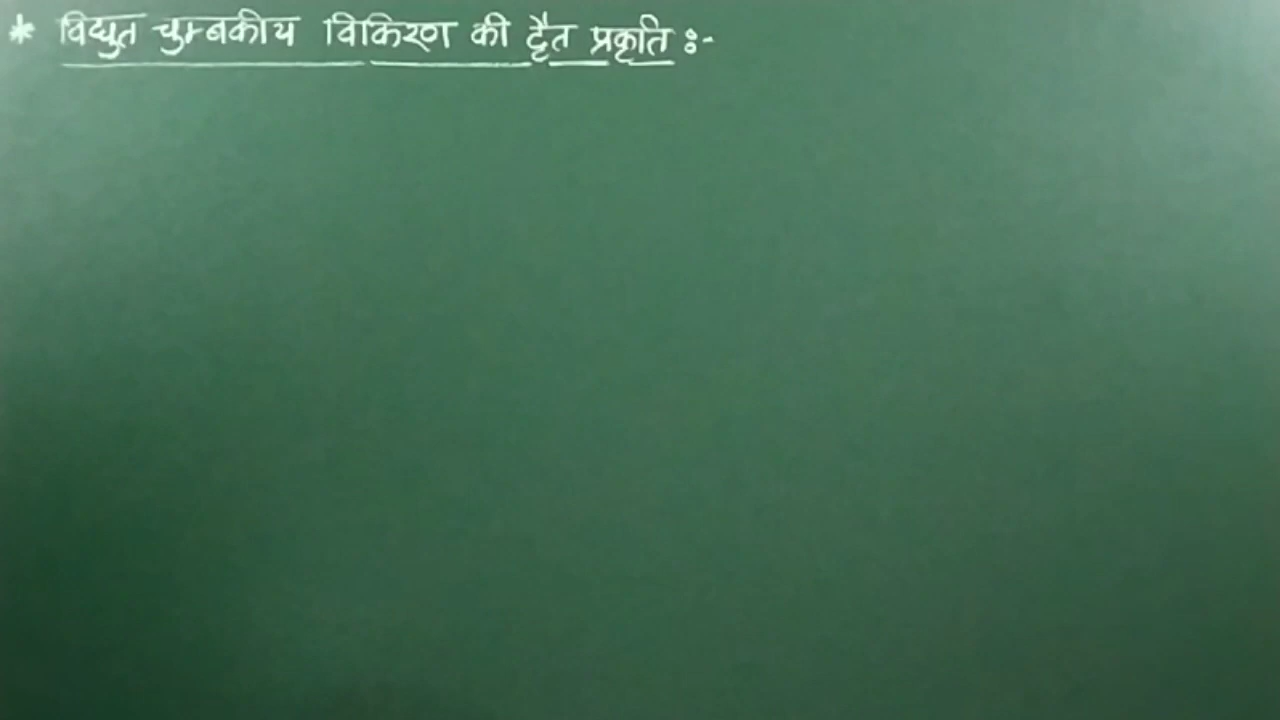 * विद्युत चुम्बकीय विकिरण की द्वैत प्रकृति :-